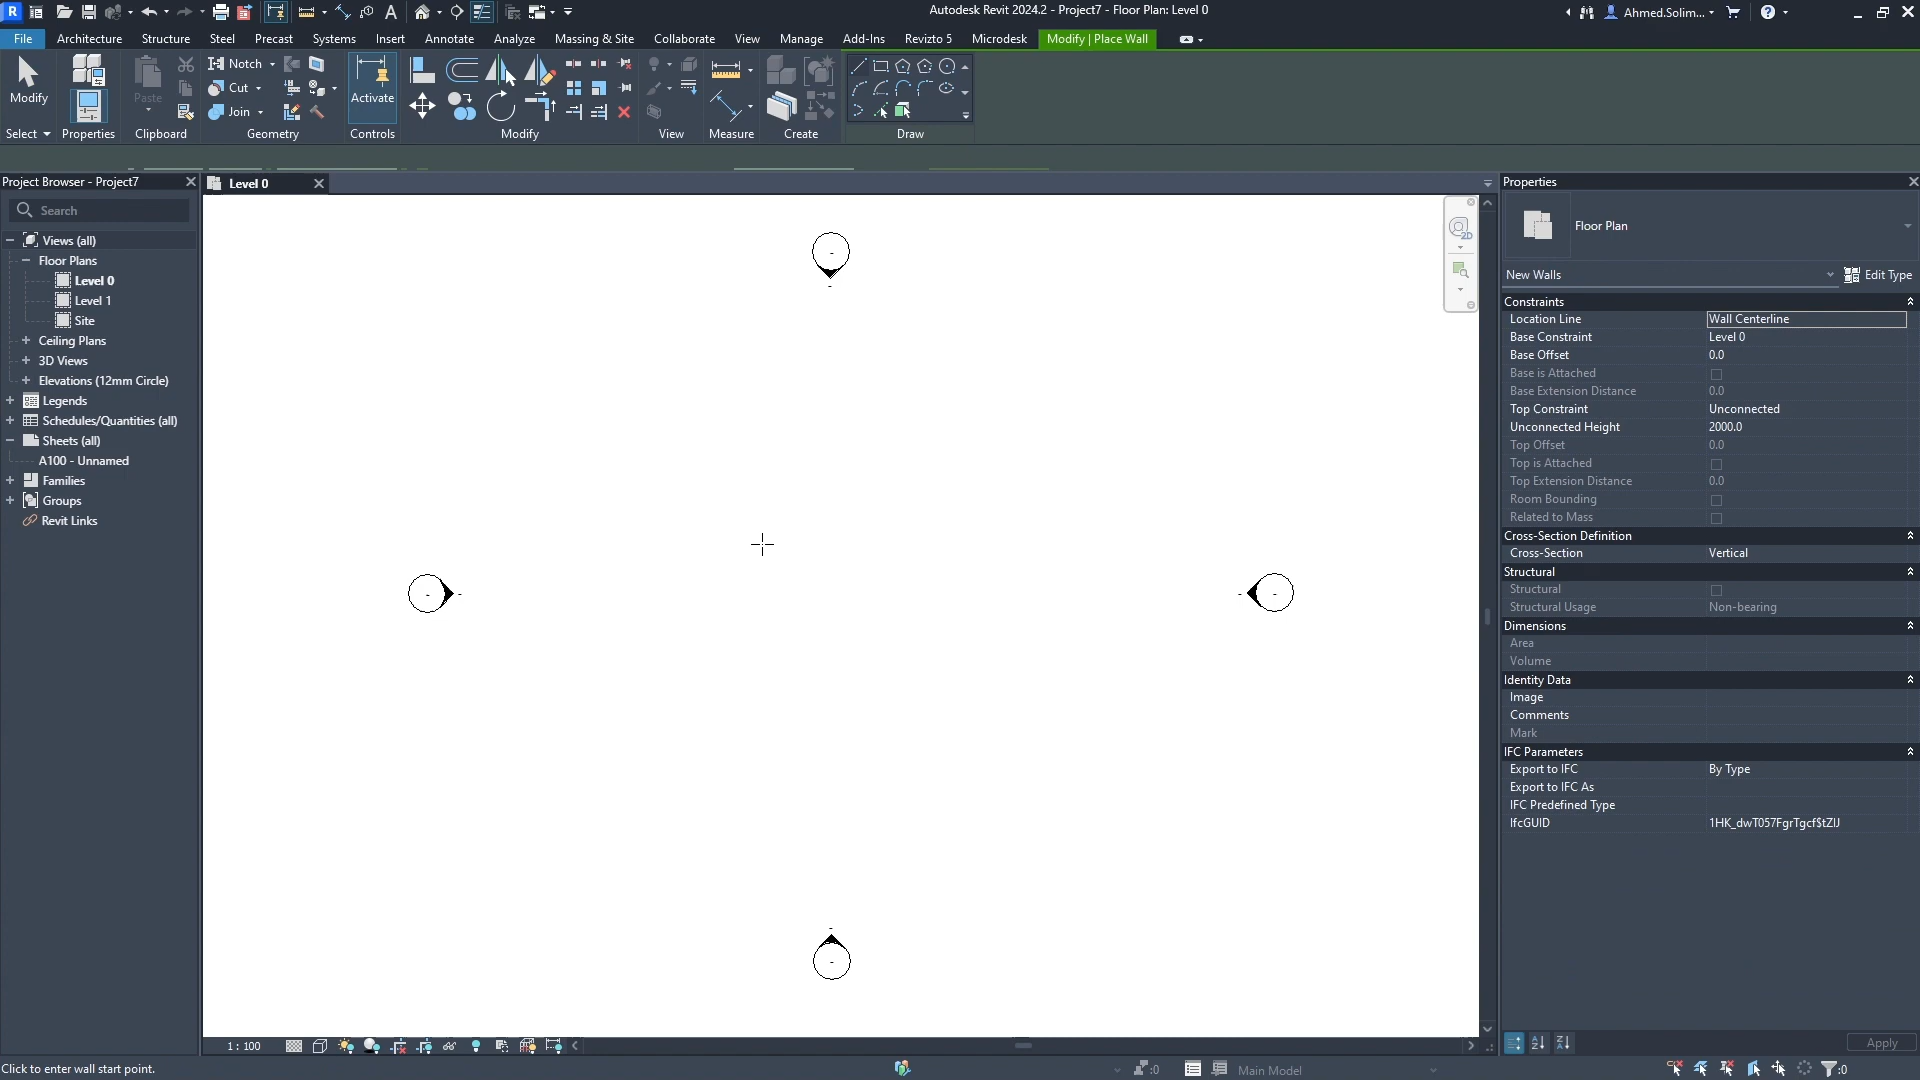 Autodesk Revit 2024.2 - Project7 - Floor Plan: Level 0
Ahmed.Solim...
File Architecture Structure Steel Precast Systems Insert Annotate Analyze Massing & Site Collaborate View Manage Add-Ins Revizto 5 Microdesk Modify | Place Wall
Modify
Paste
Notch
Cut
Join
Activate
Select Properties Clipboard Geometry Controls Modify View Measure Create Draw
Project Browser - Project7
Search
Views (all)
Floor Plans
Level 0
Level 1
Site
Ceiling Plans
3D Views
Elevations (12mm Circle)
Legends
Schedules/Quantities (all)
Sheets (all)
A100 - Unnamed
Families
Groups
Revit Links
Level 0
2D
Properties
Floor Plan
New Walls Edit Type
Constraints
Location Line Wall Centerline
Base Constraint Level 0
Base Offset 0.0
Base is Attached
Base Extension Distance 0.0
Top Constraint Unconnected
Unconnected Height 2000.0
Top Offset 0.0
Top is Attached
Top Extension Distance 0.0
Room Bounding
Related to Mass
Cross-Section Definition
Cross-Section Vertical
Structural
Structural
Structural Usage Non-bearing
Dimensions
Area
Volume
Identity Data
Image
Comments
Mark
IFC Parameters
Export to IFC By Type
Export to IFC As
IFC Predefined Type
Apply
1 : 100
Click to enter wall start point.
:0
Main Model
:0